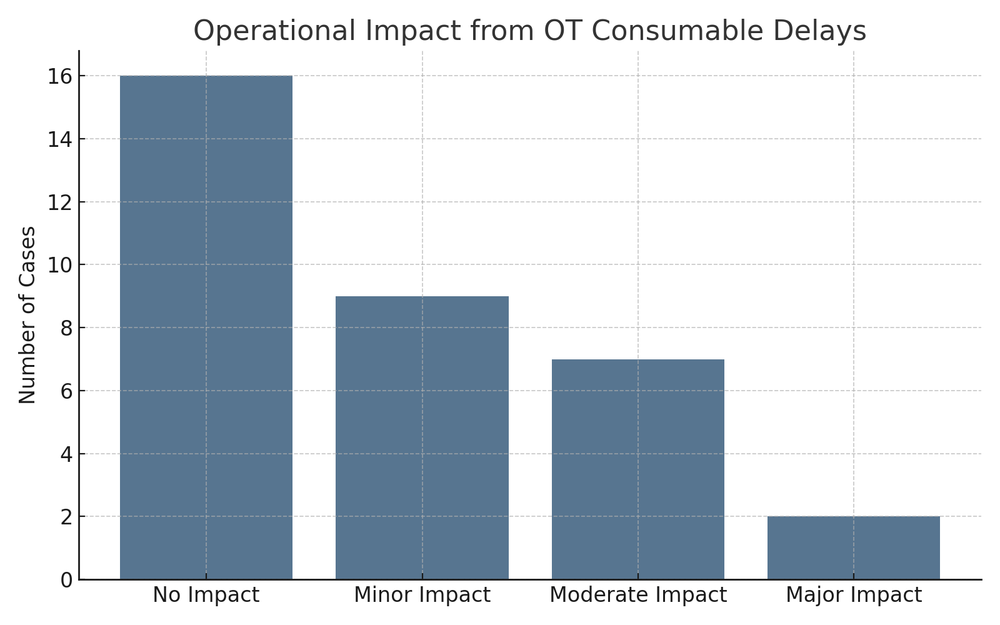 Operational Impact from OT Consumable Delays
Number of Cases
16
14
12
10
8
6
4
2
0
No Impact
Minor Impact
Moderate Impact
Major Impact